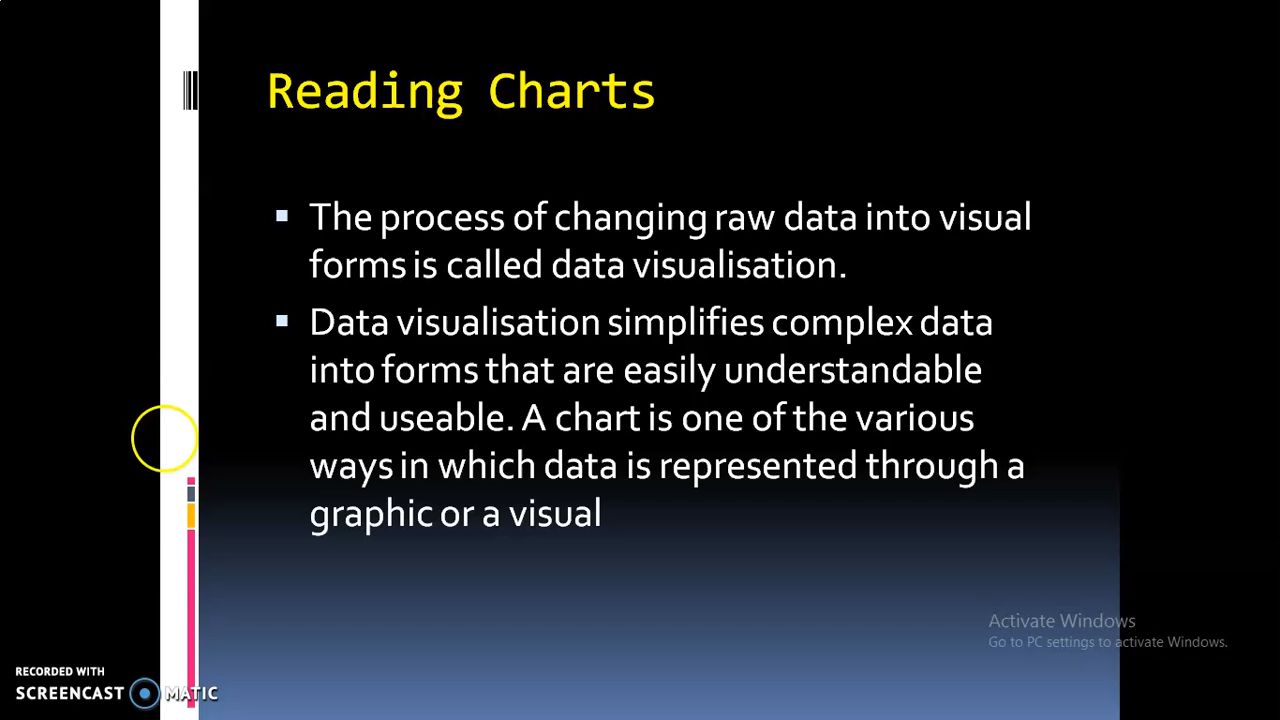 Reading Charts
The process of changing raw data into visual
forms is called data visualisation.
Data visualisation simplifies complex data
into forms that are easily understandable
and useable. A chart is one of the various
ways in which data is represented through a
graphic or a visual
Activate Windows
Go to PC settings to activate Windows.
RECORDED WITH
SCREENCAST MATIC